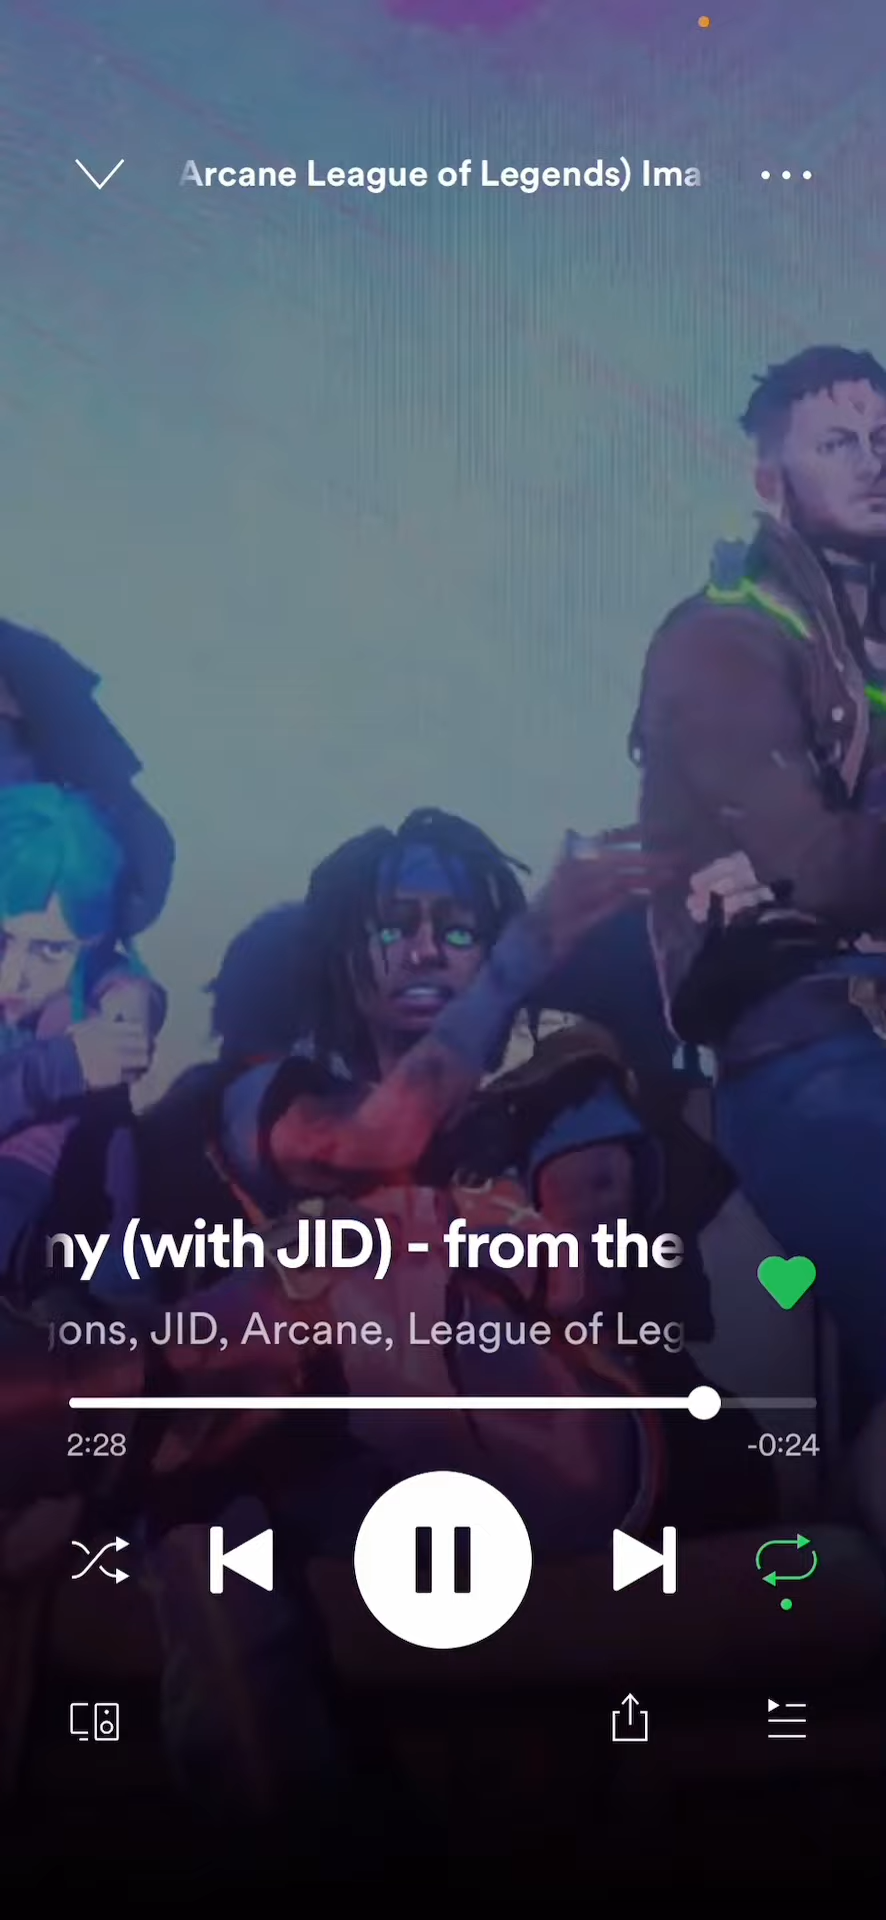 Arcane League of Legends) Ima
ny (with JID) - from the
ons, JID, Arcane, League of Leg
2:28
-0:24